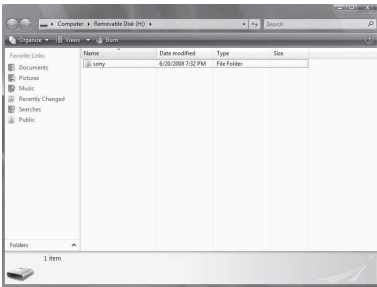 ▸ Computer ▸ Removable Disk (H:) ▸ Search
Organize Views Burn
Favorite Links
Documents
Pictures
Music
Recently Changed
Searches
Public
Folders
Name Date modified Type Size
sony 6/20/2008 7:32 PM File Folder
1 item